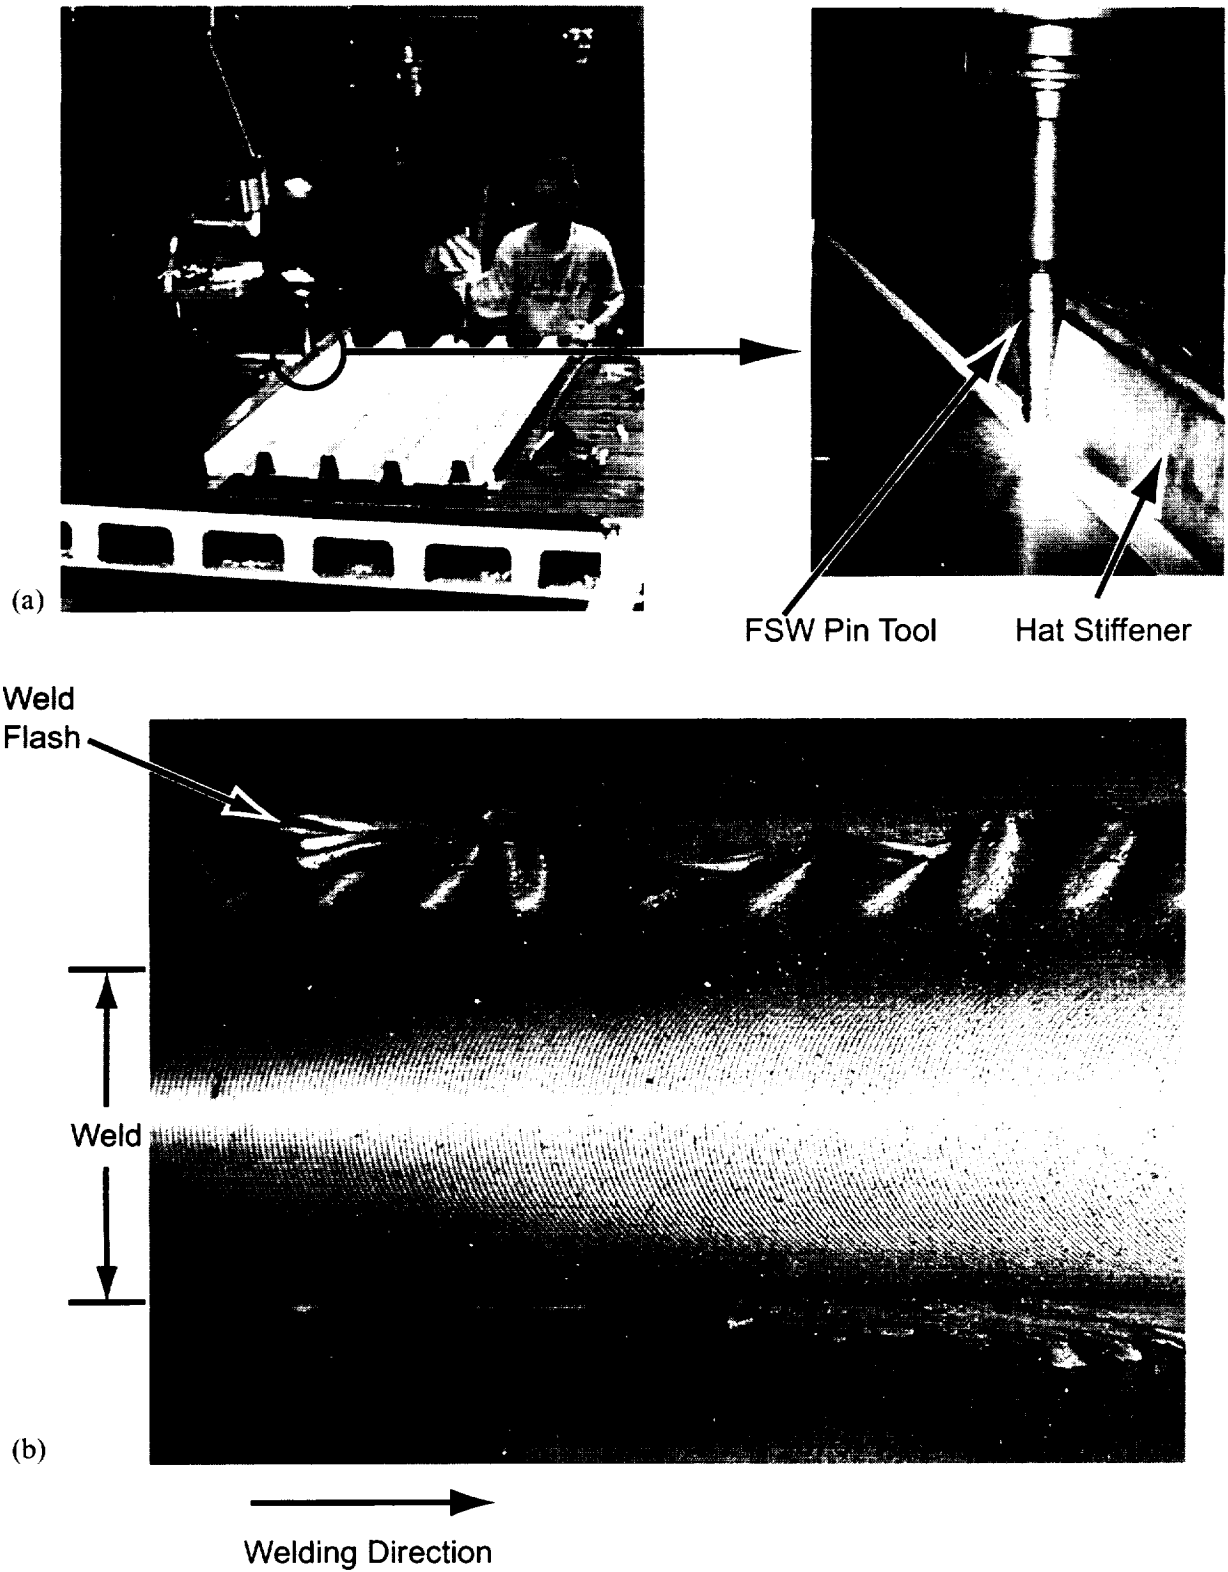 (a)
FSW Pin Tool
Hat Stiffener
Weld
Flash
Weld
(b)
Welding Direction